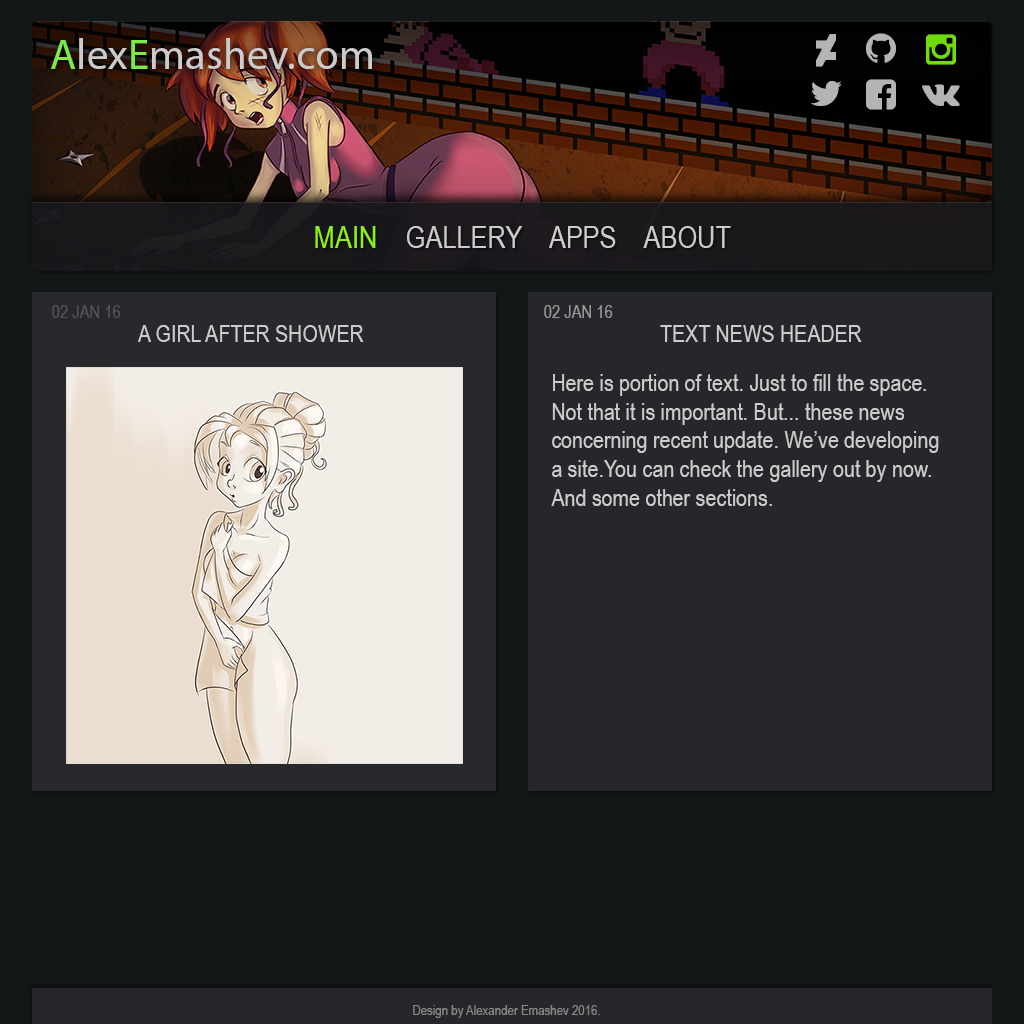 AlexEmashev.com
MAIN GALLERY APPS ABOUT
02 JAN 16
A GIRL AFTER SHOWER
02 JAN 16
TEXT NEWS HEADER
Here is portion of text. Just to fill the space.
Not that it is important. But... these news
concerning recent update. We’ve developing
a site.You can check the gallery out by now.
And some other sections.
Design by Alexander Emashev 2016.